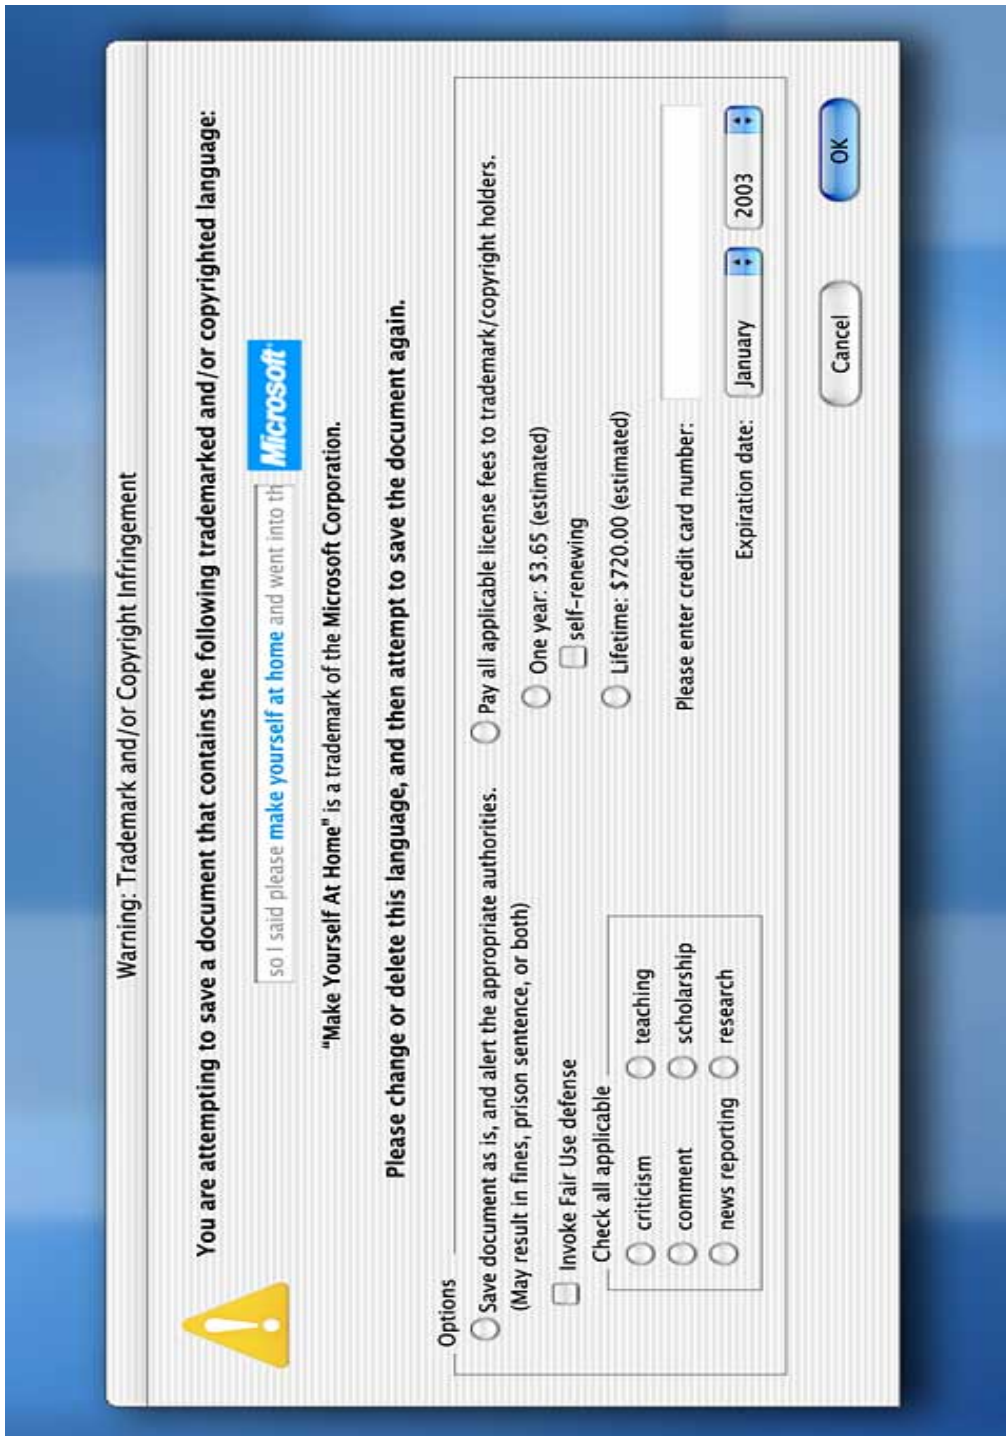 Warning: Trademark and/or Copyright Infringement
You are attempting to save a document that contains the following trademarked and/or copyrighted language:
so I said please make yourself at home and went into th
Microsoft
"Make Yourself At Home" is a trademark of the Microsoft Corporation.
Please change or delete this language, and then attempt to save the document again.
Options
Save document as is, and alert the appropriate authorities.
(May result in fines, prison sentence, or both)
Invoke Fair Use defense
Check all applicable
criticism
teaching
comment
scholarship
news reporting
research
Pay all applicable license fees to trademark/copyright holders.
One year: $3.65 (estimated)
self-renewing
Lifetime: $720.00 (estimated)
Please enter credit card number:
Expiration date:
January
2003
Cancel
OK